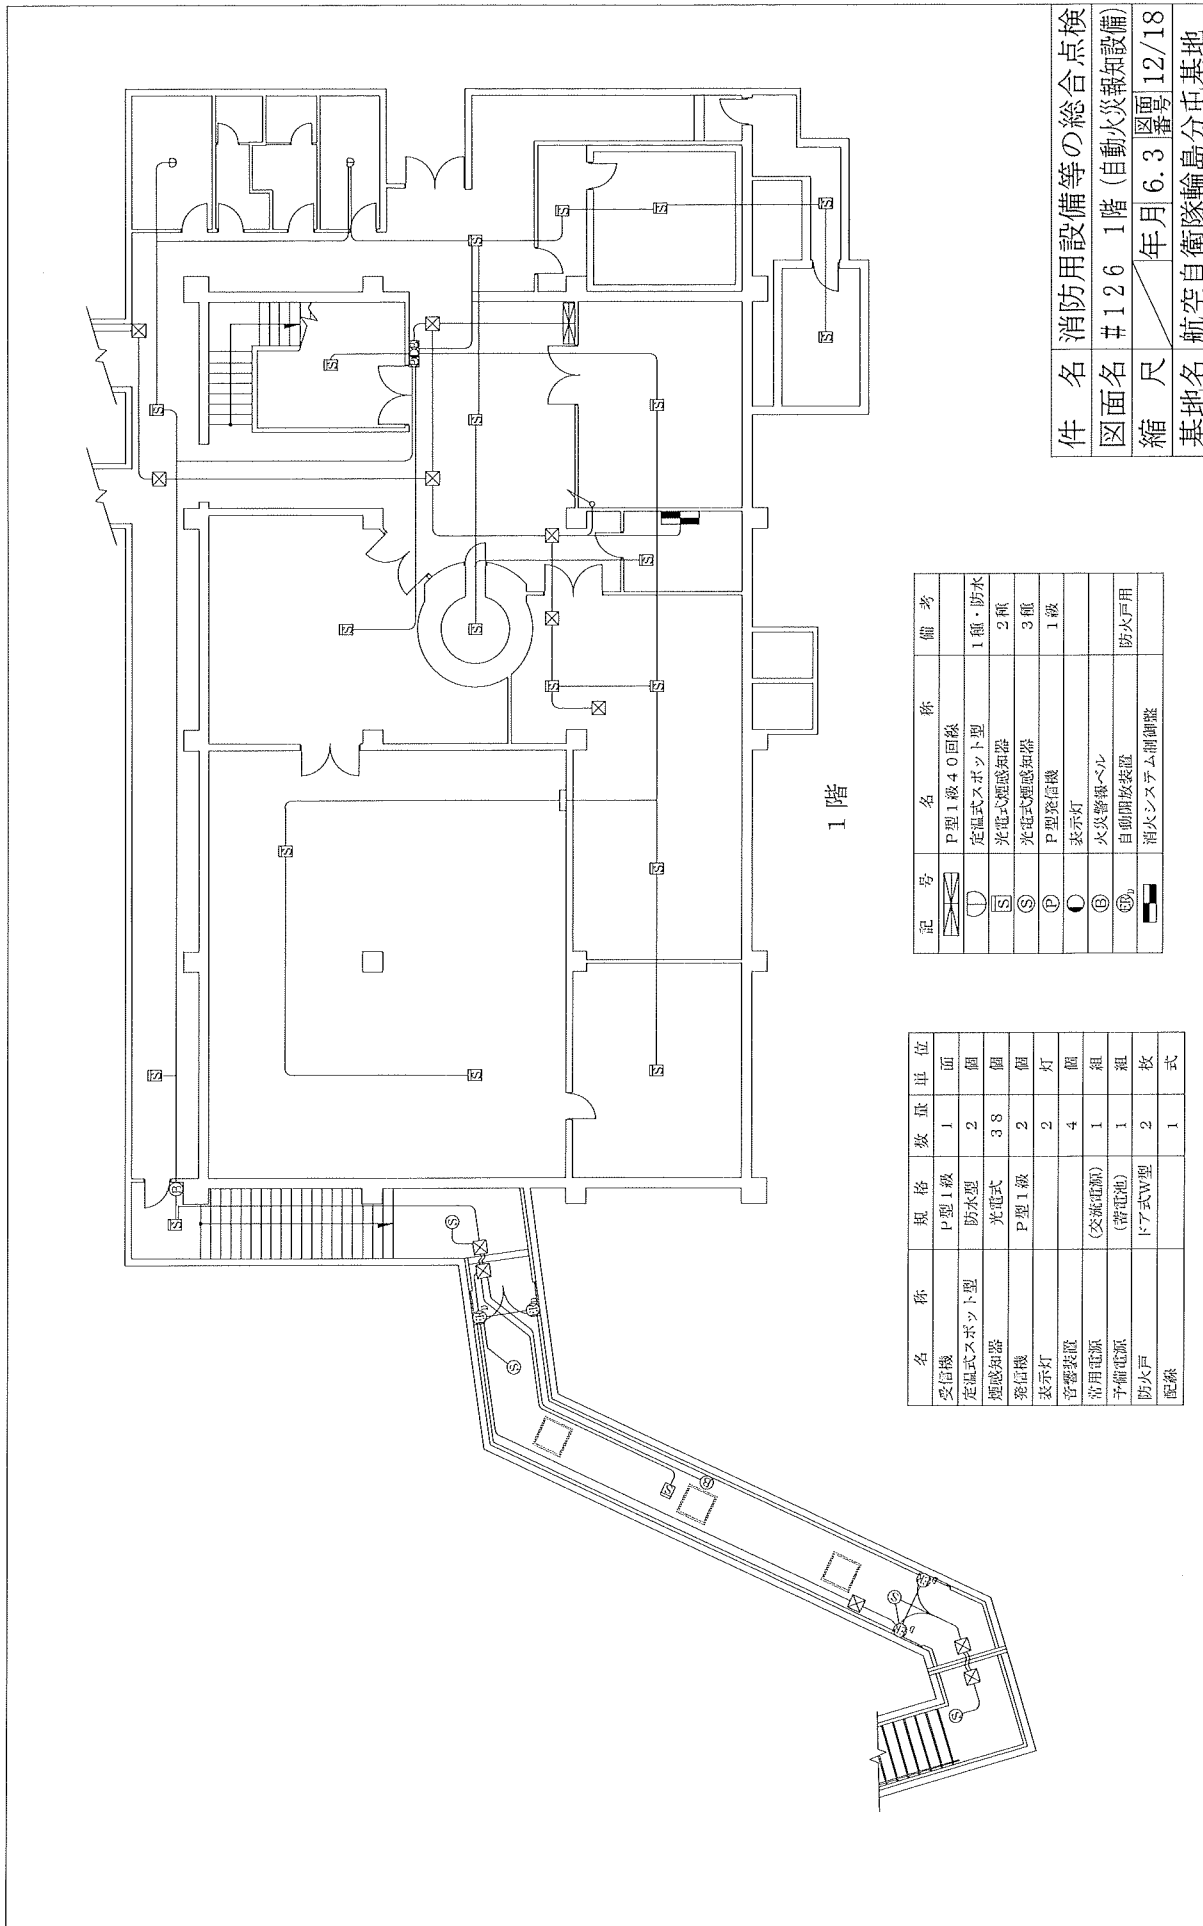 1階
名 称 規 格 数 量 単 位
受信機 P型1級 1 面
定温式スポット型 防水型 2 個
煙感知器 光電式 38 個
発信機 P型1級 2 個
表示灯 2 灯
音響装置 4 個
常用電源 (交流電源) 1 組
予備電源 (蓄電池) 1 組
防火戸 ドア式W型 2 枚
配線 1 式
記 号 名 称 備 考
P型1級40回線
定温式スポット型 1種・防水
S 光電式煙感知器 2種
S 光電式煙感知器 3種
P P型発信機 1級
表示灯
B 火災警報ベル
自動開放装置 防火戸用
消火システム制御盤
件 名 消防用設備等の総合点検
図面名 #126 1階(自動火災報知設備)
縮 尺 年月 6.3 図面番号 12/18
基地名 航空自衛隊輪島分屯基地